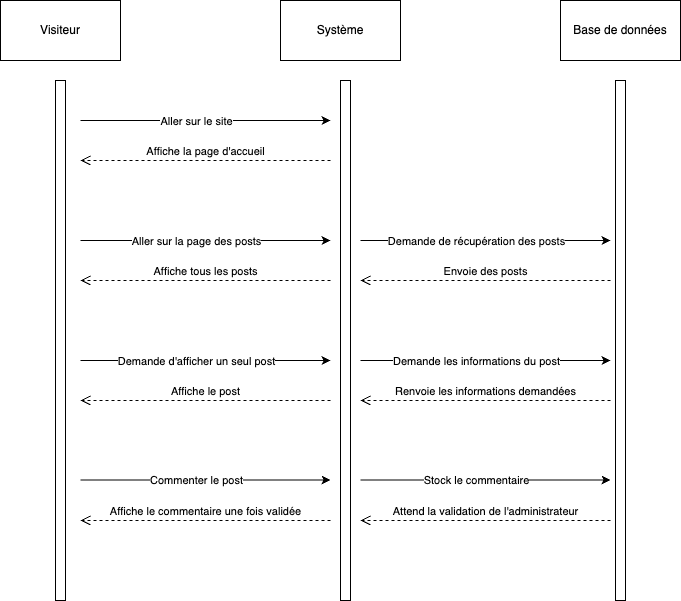 Visiteur
Système
Base de données
Aller sur le site
Affiche la page d'accueil
Aller sur la page des posts
Demande de récupération des posts
Affiche tous les posts
Envoie des posts
Demande d'afficher un seul post
Demande les informations du post
Affiche le post
Renvoie les informations demandées
Commenter le post
Stock le commentaire
Affiche le commentaire une fois validée
Attend la validation de l'administrateur